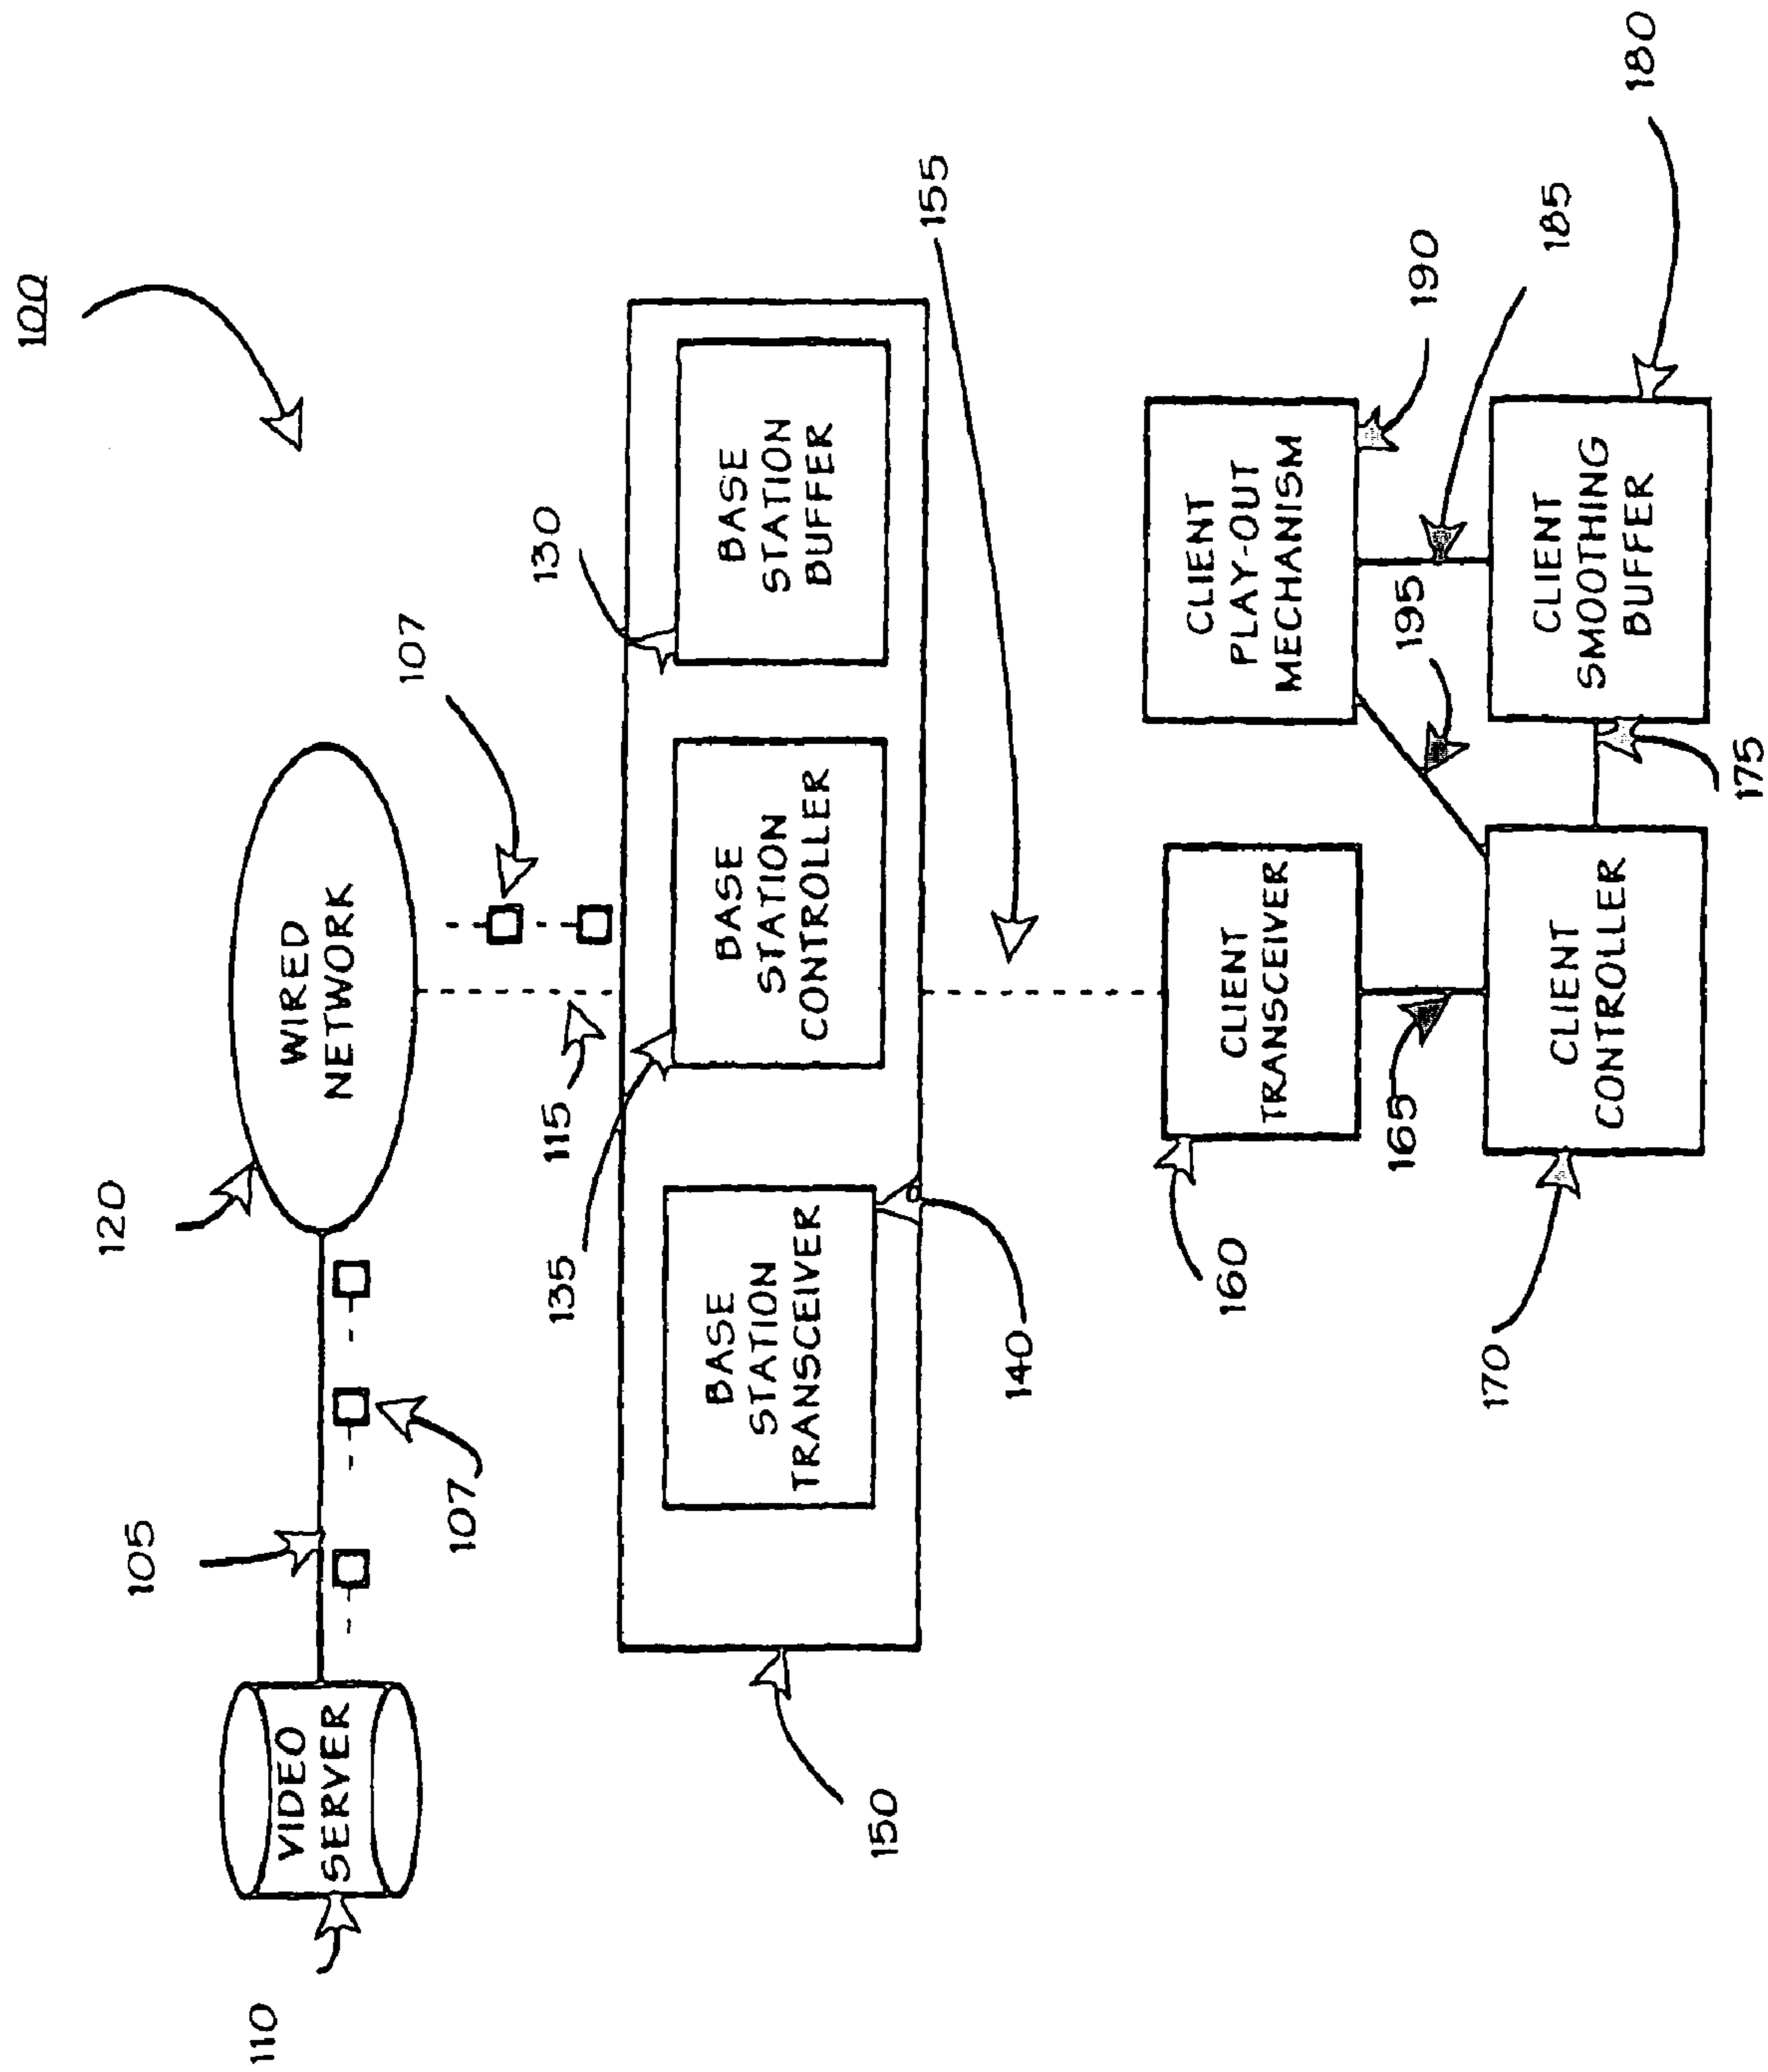 100
110
VIDEO
SERVER
105
107
120
WIRED
NETWORK
107
115
135
130
150
BASE
STATION
TRANSCEIVER
BASE
STATION
CONTROLLER
BASE
STATION
BUFFER
140
155
160
CLIENT
TRANSCEIVER
CLIENT
PLAY-OUT
MECHANISM
190
165
195
185
170
CLIENT
CONTROLLER
CLIENT
SMOOTHING
BUFFER
175
180